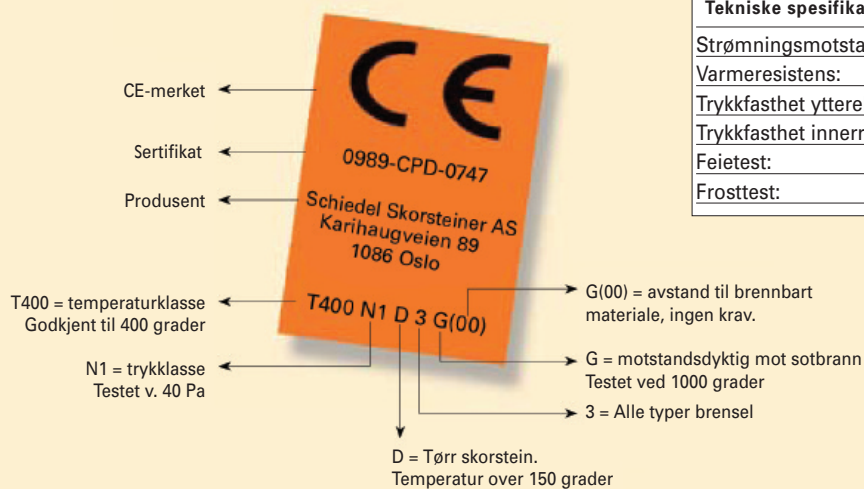 CE
0989-CPD-0747
Schiedel Skorsteiner AS
Karihaugveien 89
1086 Oslo
T400 N1 D 3 G(00)
CE-merket
Sertifikat
Produsent
T400 = temperaturklasse
Godkjent til 400 grader
N1 = trykklasse
Testet v. 40 Pa
D = Tørr skorstein.
Temperatur over 150 grader
3 = Alle typer brensel
G = motstandsdyktig mot sotbrann
Testet ved 1000 grader
G(00) = avstand til brennbart
materiale, ingen krav.
Tekniske
Varmeresistens:
Trykkfasthet
Trykkfasthet
Feietest:
Frosttest: